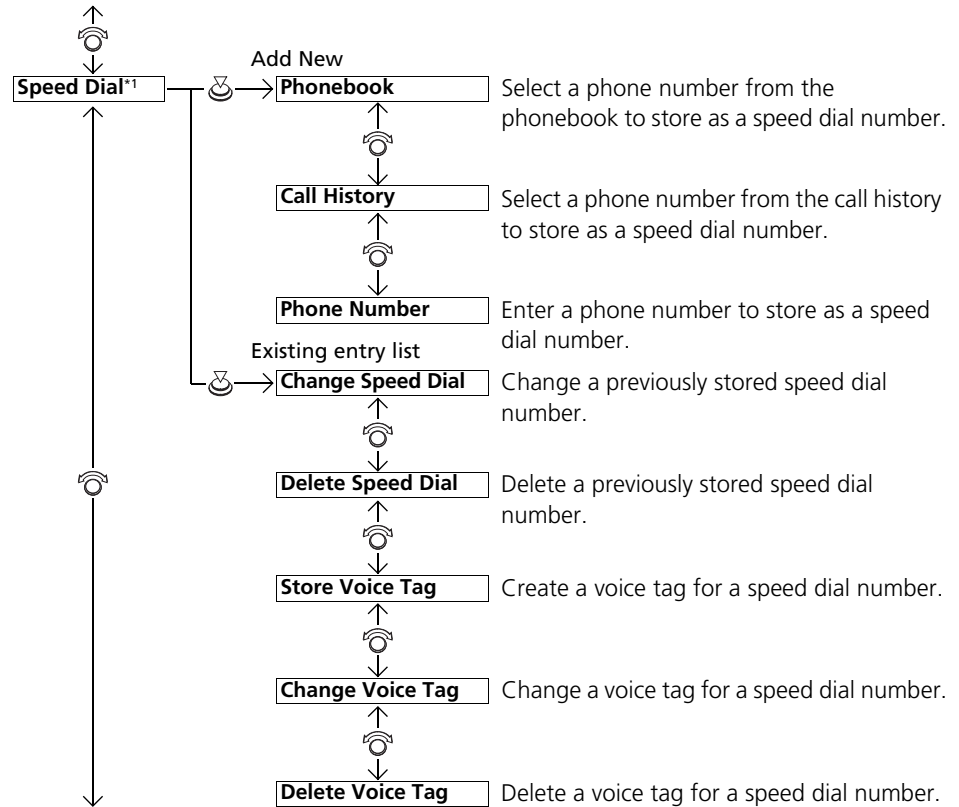 Add New
Speed Dial*1
Phonebook
Select a phone number from the
phonebook to store as a speed dial number.
Call History
Select a phone number from the call history
to store as a speed dial number.
Phone Number
Enter a phone number to store as a speed
dial number.
Existing entry list
Change Speed Dial
Change a previously stored speed dial
number.
Delete Speed Dial
Delete a previously stored speed dial
number.
Store Voice Tag
Create a voice tag for a speed dial number.
Change Voice Tag
Change a voice tag for a speed dial number.
Delete Voice Tag
Delete a voice tag for a speed dial number.